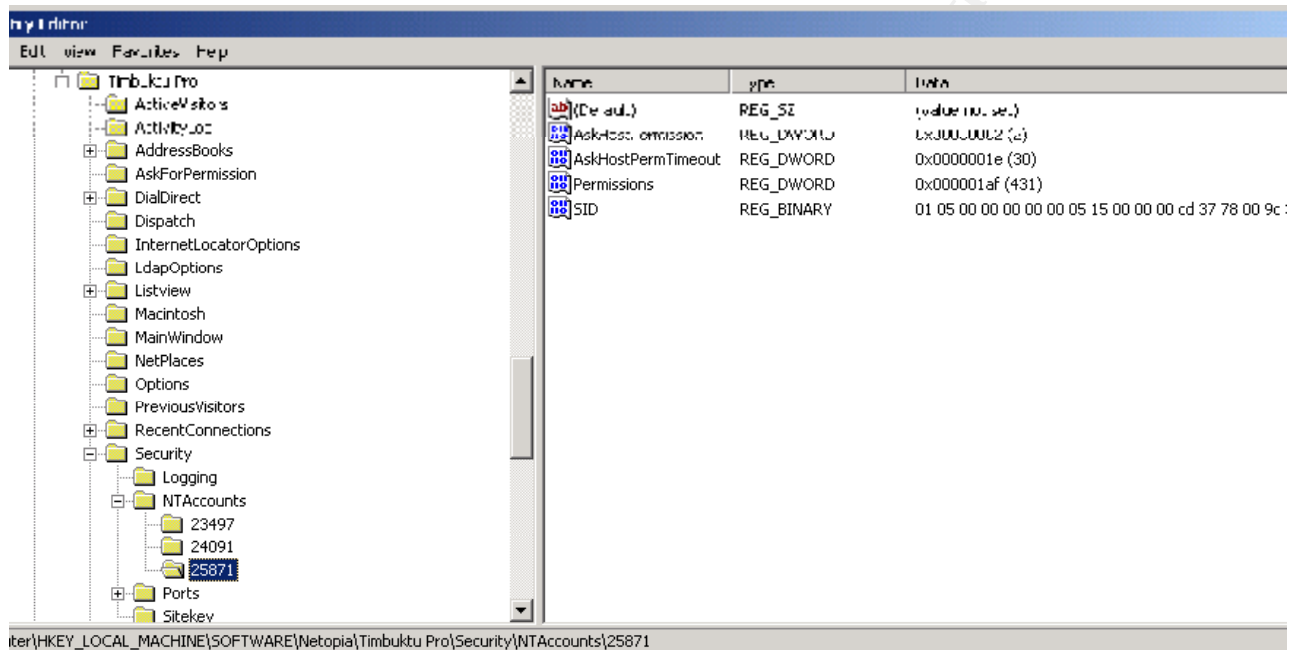 Editor
Edit View Favorites Help
Timbuktu Pro
ActiveVisitors
ActivityLog
AddressBooks
AskForPermission
DialDirect
Dispatch
InternetLocatorOptions
LdapOptions
Listview
Macintosh
MainWindow
NetPlaces
Options
PreviousVisitors
RecentConnections
Security
Logging
NTAccounts
23497
24091
25871
Ports
Sitekey
Name Type Data
(Default) REG_SZ (value not set)
AskHostPermission REG_DWORD 0x00000002 (2)
AskHostPermTimeout REG_DWORD 0x0000001e (30)
Permissions REG_DWORD 0x000001af (431)
SID REG_BINARY 01 05 00 00 00 00 00 05 15 00 00 00 cd 37 78 00 9c
uter\HKEY_LOCAL_MACHINE\SOFTWARE\Netopia\Timbuktu Pro\Security\NTAccounts\25871